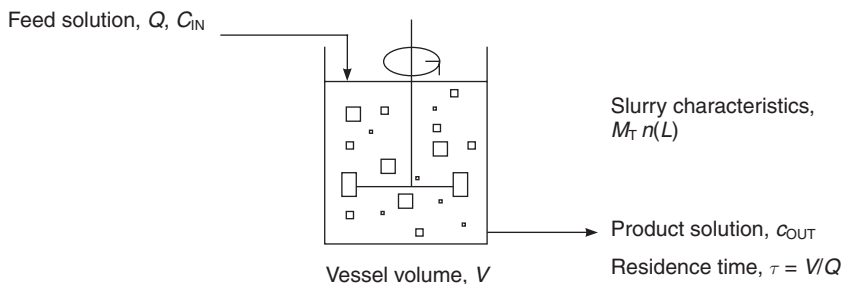 Feed solution, Q, C_IN
Slurry characteristics,
M_T n(L)
Product solution, c_OUT
Vessel volume, V
Residence time, τ = V/Q